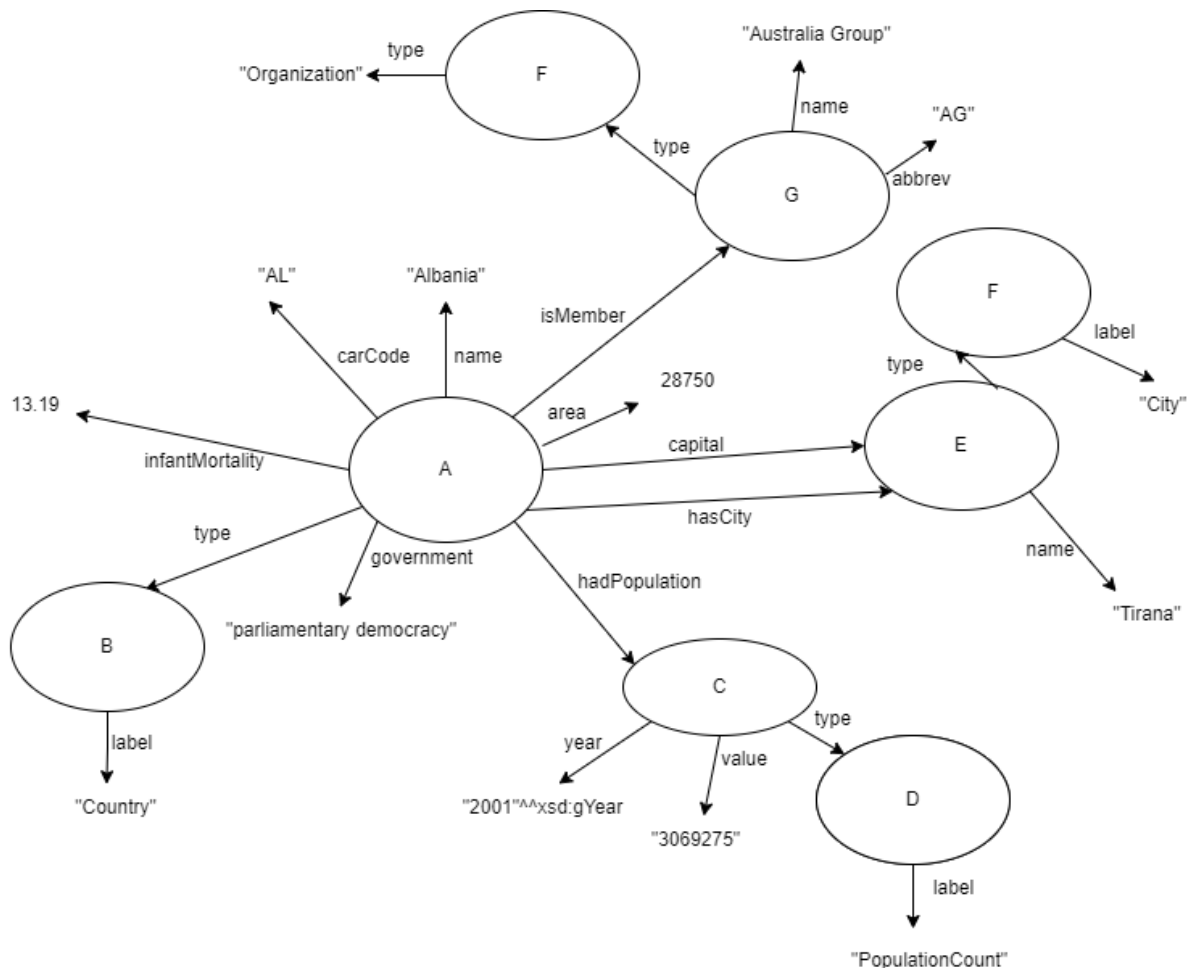 "Australia Group"
type
F
"Organization"
name
"AG"
type
abbrev
G
"AL"
"Albania"
F
isMember
label
carCode
name
type
28750
"City"
13.19
area
capital
E
infantMortality
A
hasCity
type
government
name
hadPopulation
"Tirana"
"parliamentary democracy"
B
C
type
label
year
value
"Country"
"2001"^^xsd:gYear
D
"3069275"
label
"PopulationCount"